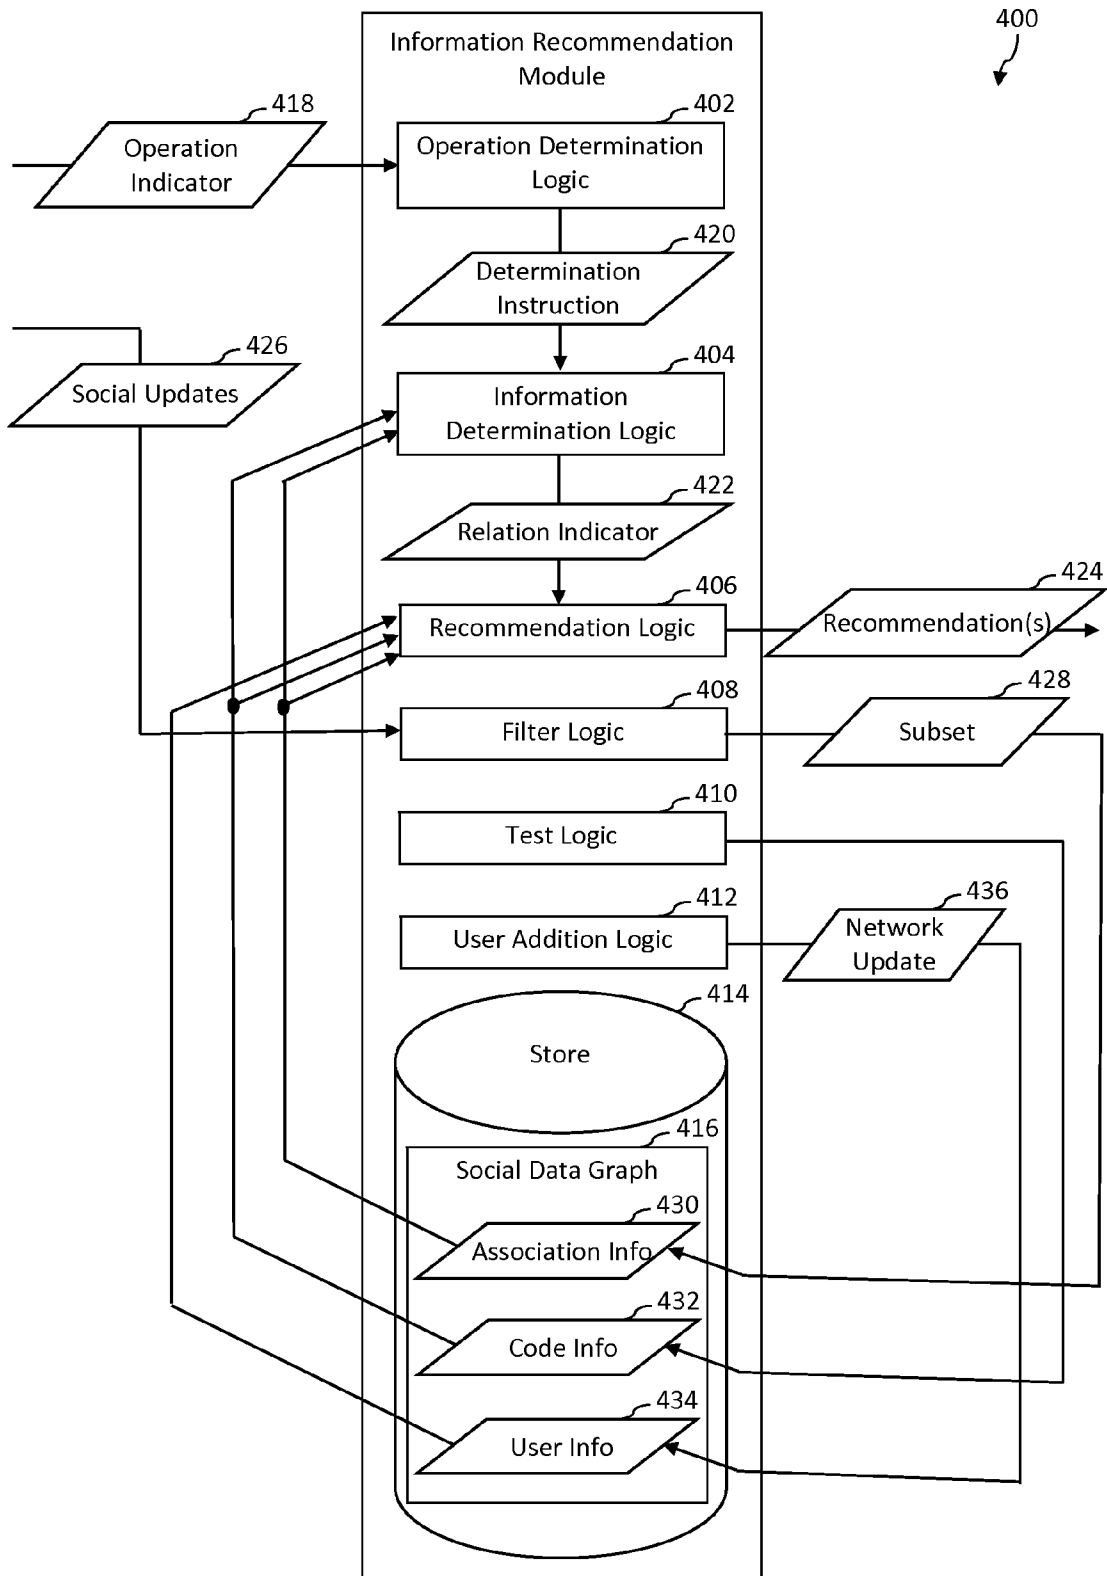 400
Information Recommendation
Module
418
Operation
Indicator
402
Operation Determination
Logic
420
Determination
Instruction
426
Social Updates
404
Information
Determination Logic
422
Relation Indicator
406
Recommendation Logic
424
Recommendation(s)
408
Filter Logic
428
Subset
410
Test Logic
412
User Addition Logic
436
Network
Update
414
Store
416
Social Data Graph
430
Association Info
432
Code Info
434
User Info